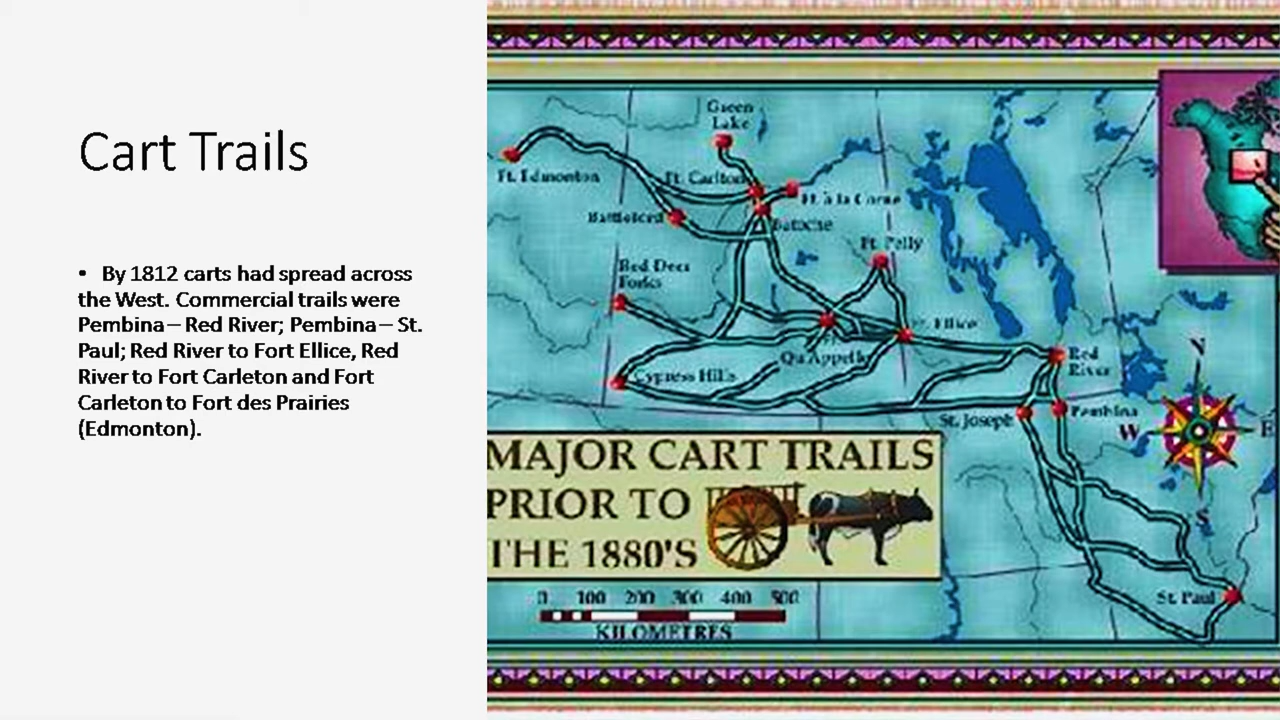 Cart Trails
• By 1812 carts had spread across
the West. Commercial trails were
Pembina – Red River; Pembina – St.
Paul; Red River to Fort Ellice, Red
River to Fort Carleton and Fort
Carleton to Fort des Prairies
(Edmonton).
Green
Lake
Ft. Edmonton
Ft. Carlton
Ft. à la Corne
Battleford
Batoche
Ft. Pelly
Red Deer
Forks
Ellice
Qu'Appelle
Cypress Hills
Red
River
St. Joseph
Pembina
N
W
E
S
MAJOR CART TRAILS
PRIOR TO
THE 1880'S
0 100 200 300 400 500
KILOMETRES
St. Paul